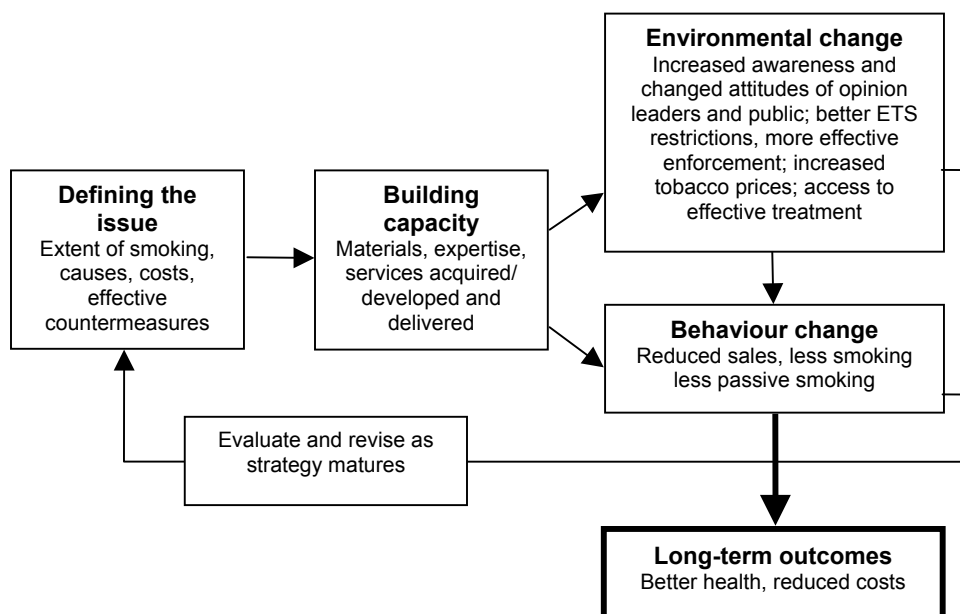 Defining the
issue
Extent of smoking,
causes, costs,
effective
countermeasures
Building
capacity
Materials, expertise,
services acquired/
developed and
delivered
Environmental change
Increased awareness and
changed attitudes of opinion
leaders and public; better ETS
restrictions, more effective
enforcement; increased
tobacco prices; access to
effective treatment
Behaviour change
Reduced sales, less smoking
less passive smoking
Evaluate and revise as
strategy matures
Long-term outcomes
Better health, reduced costs